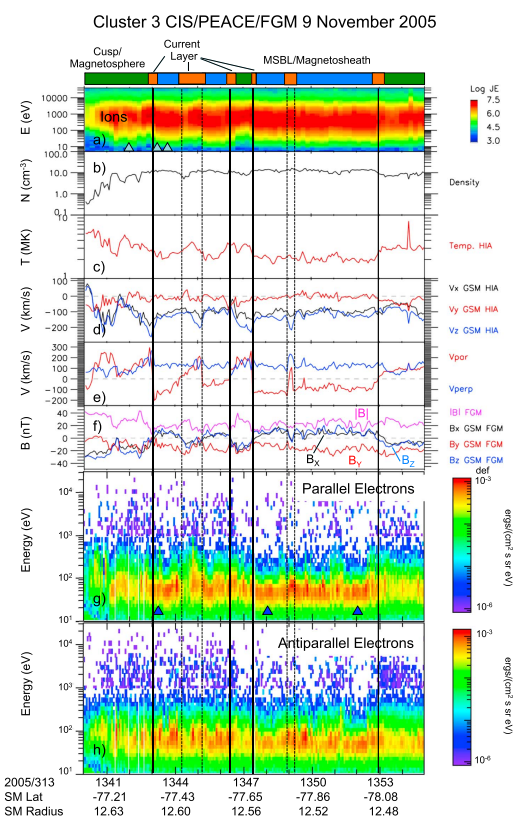 Cluster 3 CIS/PEACE/FGM 9 November 2005
Cusp/
Magnetosphere
Current
Layer
MSBL/Magnetosheath
E (eV)
10000
1000
100
10
Ions
a)
Log JE
7.5
6.0
4.5
3.0
N (cm-3)
100.0
10.0
1.0
0.1
b)
Density
T (MK)
10
1
c)
Temp. HIA
V (km/s)
100
0
-100
-200
d)
Vx GSM HIA
Vy GSM HIA
Vz GSM HIA
V (km/s)
300
200
100
0
-100
-200
e)
Vpar
Vperp
B (nT)
40
20
0
-20
-40
f)
|B|
BX
BY
BZ
|B| FGM
Bx GSM FGM
By GSM FGM
Bz GSM FGM
Energy (eV)
10⁴
10³
10²
10¹
Parallel Electrons
g)
def
10-3
10-6
ergs/(cm² s sr eV)
Energy (eV)
10⁴
10³
10²
10¹
Antiparallel Electrons
h)
10-3
10-6
ergs/(cm² s sr eV)
2005/313 1341 1344 1347 1350 1353
SM Lat -77.21 -77.43 -77.65 -77.86 -78.08
SM Radius 12.63 12.60 12.56 12.52 12.48